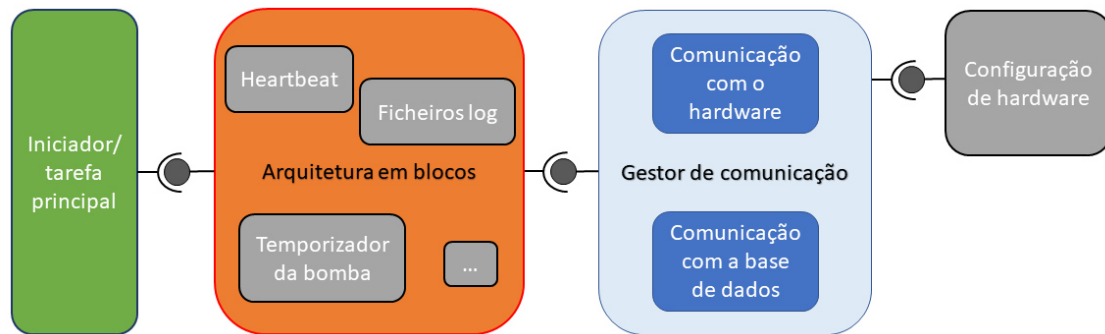 Iniciador/
tarefa
principal
Heartbeat
Ficheiros log
Arquitetura em blocos
Temporizador
da bomba
...
Comunicação
com o
hardware
Gestor de comunicação
Comunicação
com a base
de dados
Configuração
de hardware